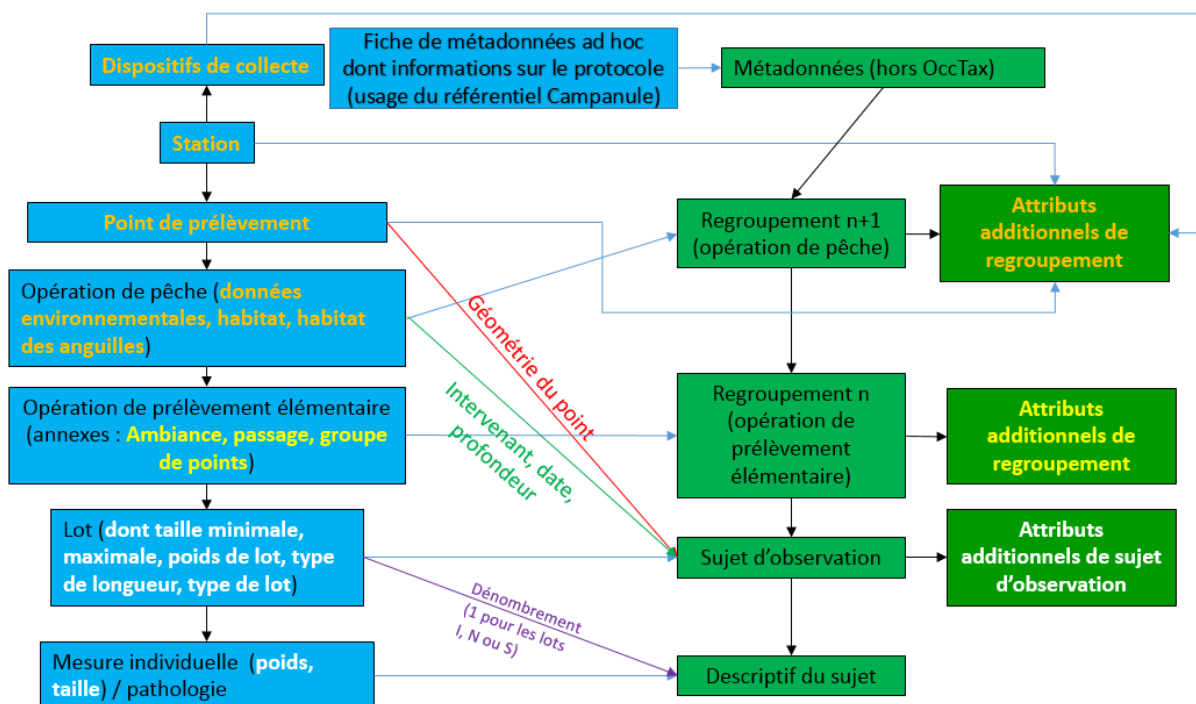 Dispositifs de collecte
Fiche de métadonnées ad hoc
dont informations sur le protocole
(usage du référentiel Campanule)
Métadonnées (hors OccTax)
Station
Point de prélèvement
Regroupement n+1
(opération de pêche)
Attributs
additionnels de
regroupement
Opération de pêche (données
environnementales, habitat, habitat
des anguilles)
Géométrie du point
Intervenant, date,
profondeur
Opération de prélèvement élémentaire
(annexes : Ambiance, passage, groupe
de points)
Regroupement n
(opération de
prélèvement
élémentaire)
Attributs
additionnels de
regroupement
Lot (dont taille minimale,
maximale, poids de lot, type
de longueur, type de lot)
Sujet d’observation
Attributs
additionnels de sujet
d’observation
Dénombrement
(1 pour les lots
I, N ou S)
Mesure individuelle (poids,
taille) / pathologie
Descriptif du sujet